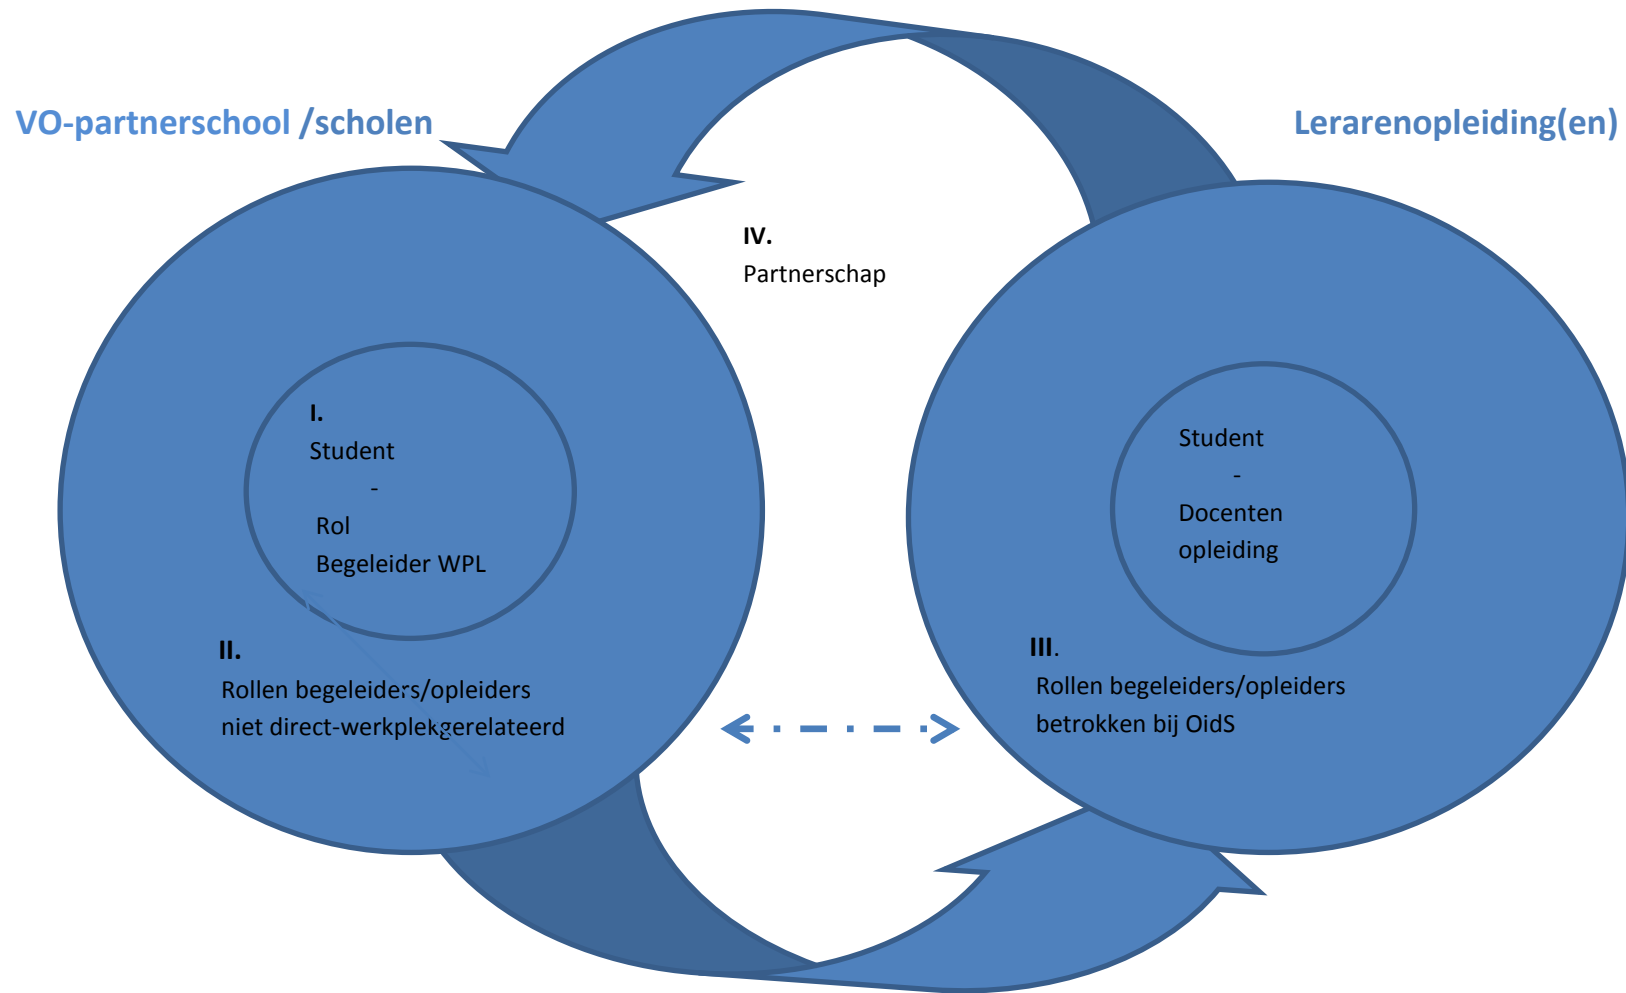 VO-partnerschool /scholen
Lerarenopleiding(en)
IV.
Partnerschap
I.
Student
-
Rol
Begeleider WPL
Student
-
Docenten
opleiding
II.
Rollen begeleiders/opleiders
niet direct-werkplekgerelateerd
III.
Rollen begeleiders/opleiders
betrokken bij OidS